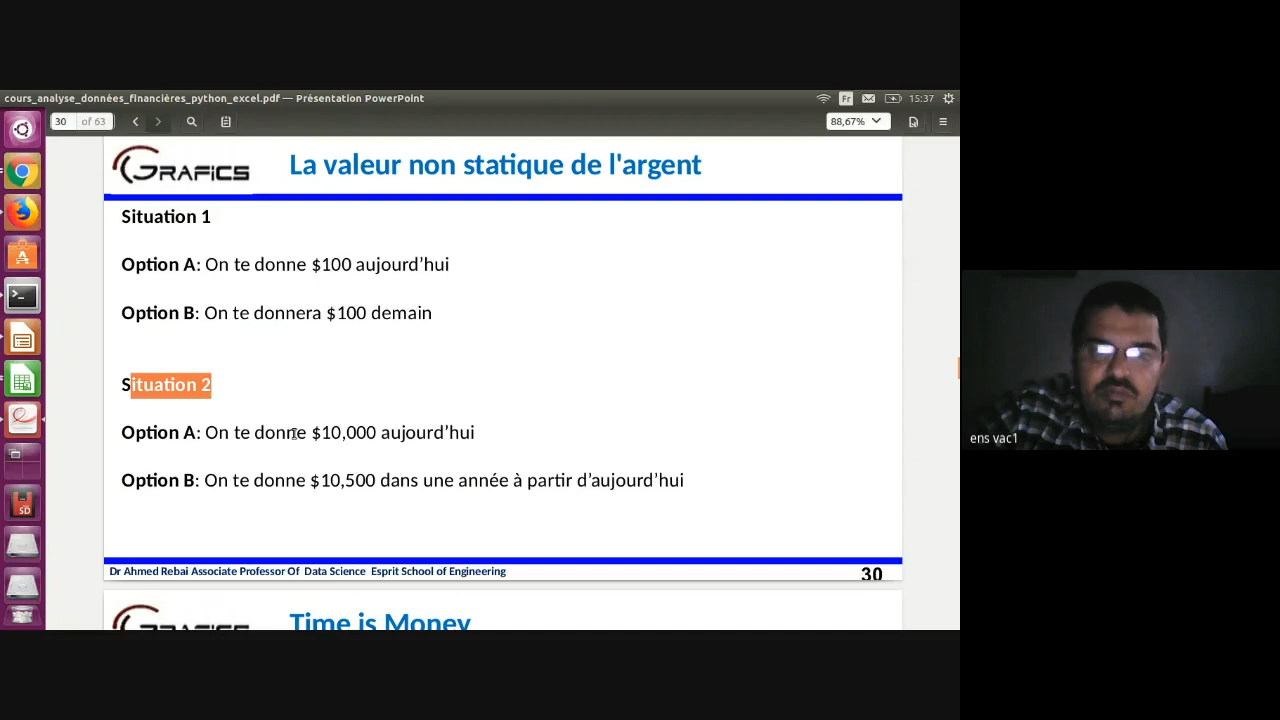 cours_analyse_données_financières_python_excel.pdf — Présentation PowerPoint
Fr
15:37
30 of 63
88,67%
GRAFICS
La valeur non statique de l'argent
Situation 1
Option A: On te donne $100 aujourd’hui
Option B: On te donnera $100 demain
Situation 2
Option A: On te donne $10,000 aujourd’hui
Option B: On te donne $10,500 dans une année à partir d’aujourd’hui
Dr Ahmed Rebai Associate Professor Of Data Science Esprit School of Engineering
30
GRAFICS
Time is Money
ens vac1
SD